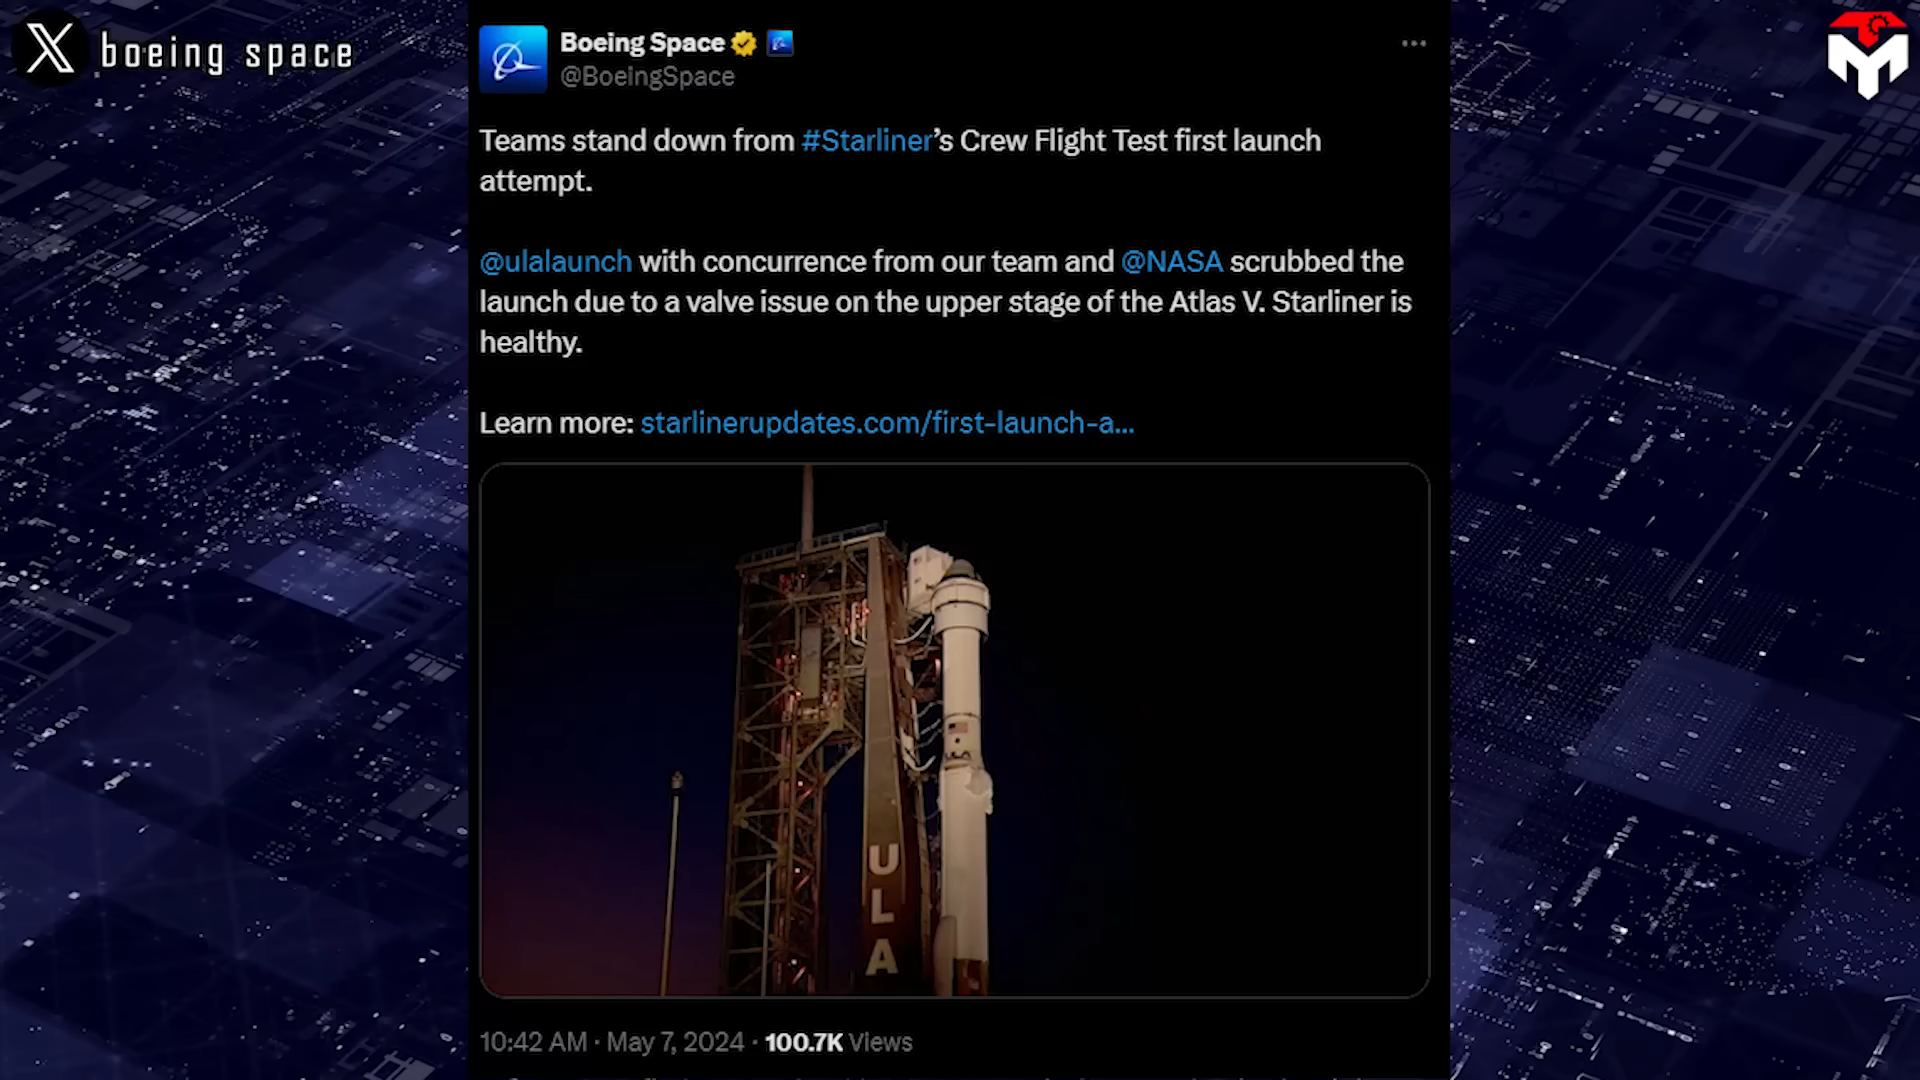 boeing space
Boeing Space
@BoeingSpace
Teams stand down from #Starliner’s Crew Flight Test first launch
attempt.
@ulalaunch with concurrence from our team and @NASA scrubbed the
launch due to a valve issue on the upper stage of the Atlas V. Starliner is
healthy.
Learn more: starlinerupdates.com/first-launch-a...
ULA
10:42 AM · May 7, 2024 · 100.7K Views